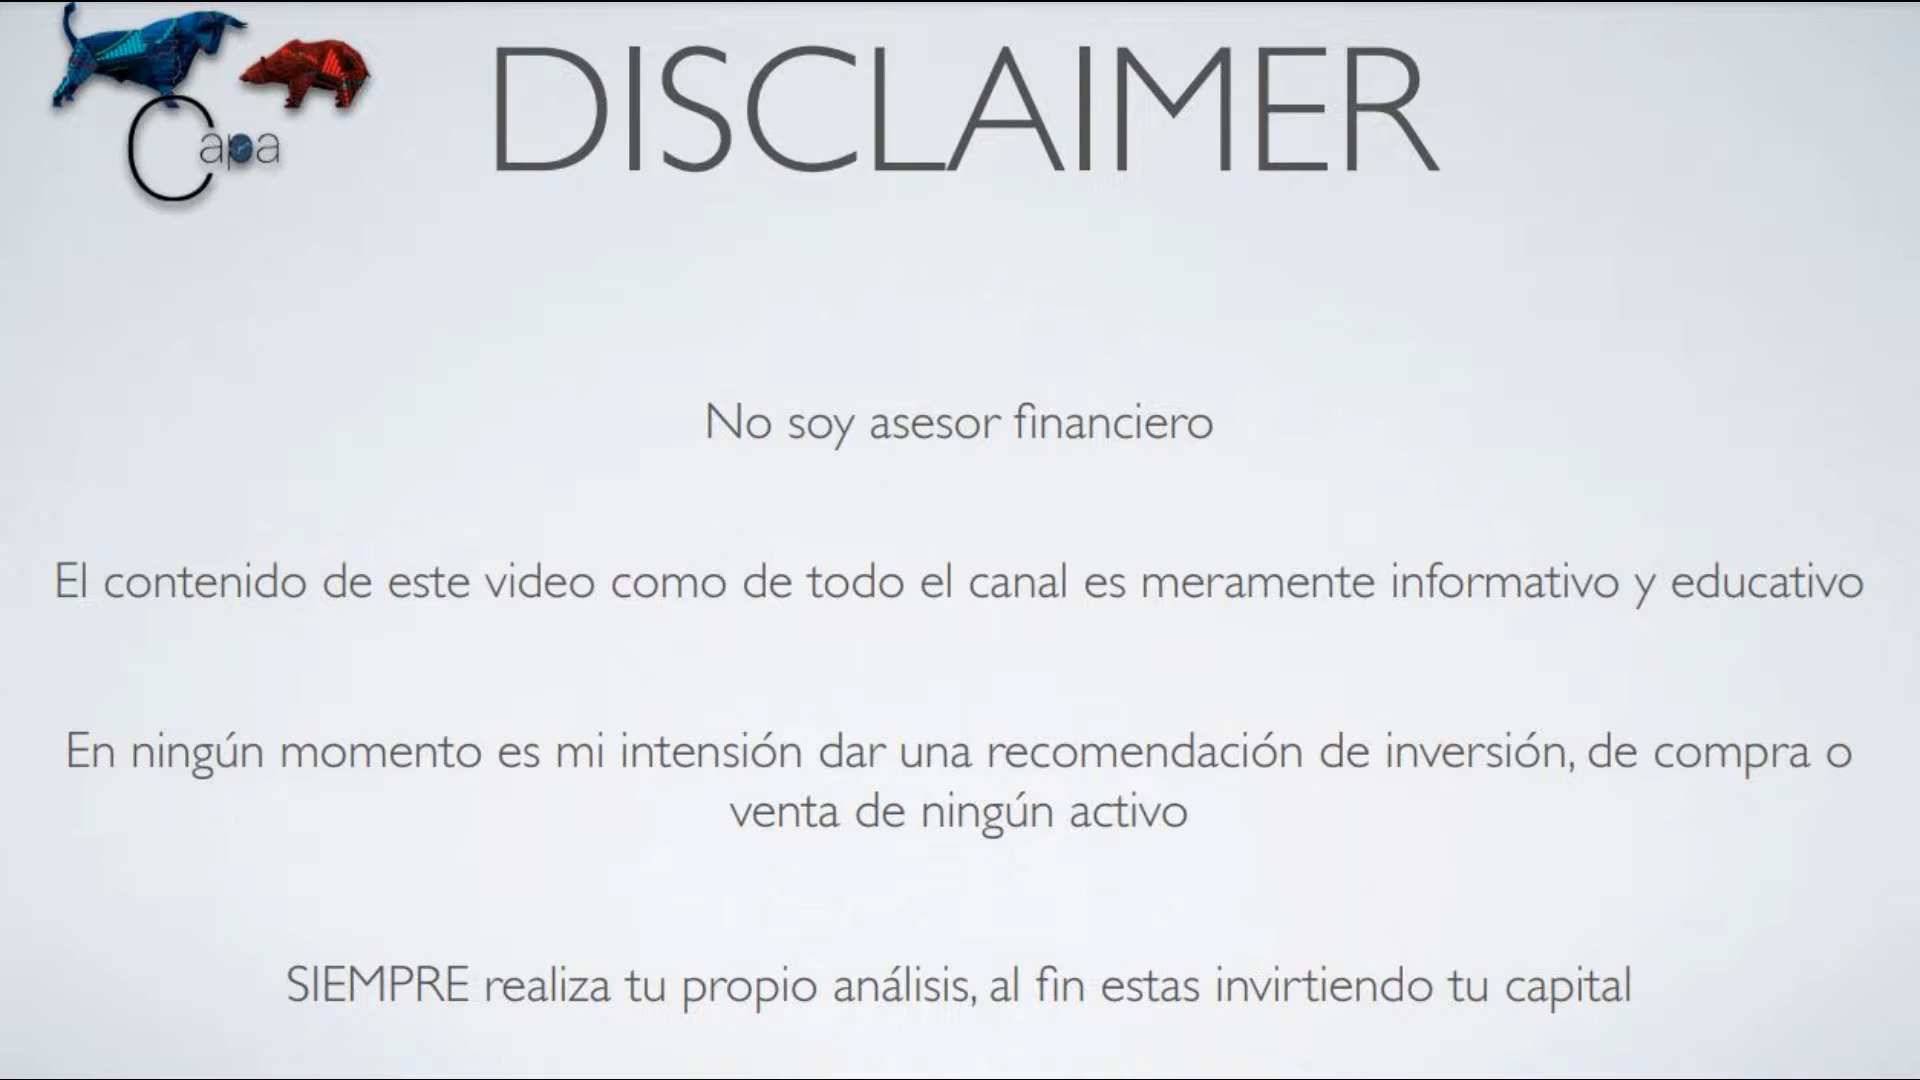 Capa
DISCLAIMER
No soy asesor financiero
El contenido de este video como de todo el canal es meramente informativo y educativo
En ningún momento es mi intensión dar una recomendación de inversión, de compra o
venta de ningún activo
SIEMPRE realiza tu propio análisis, al fin estas invirtiendo tu capital